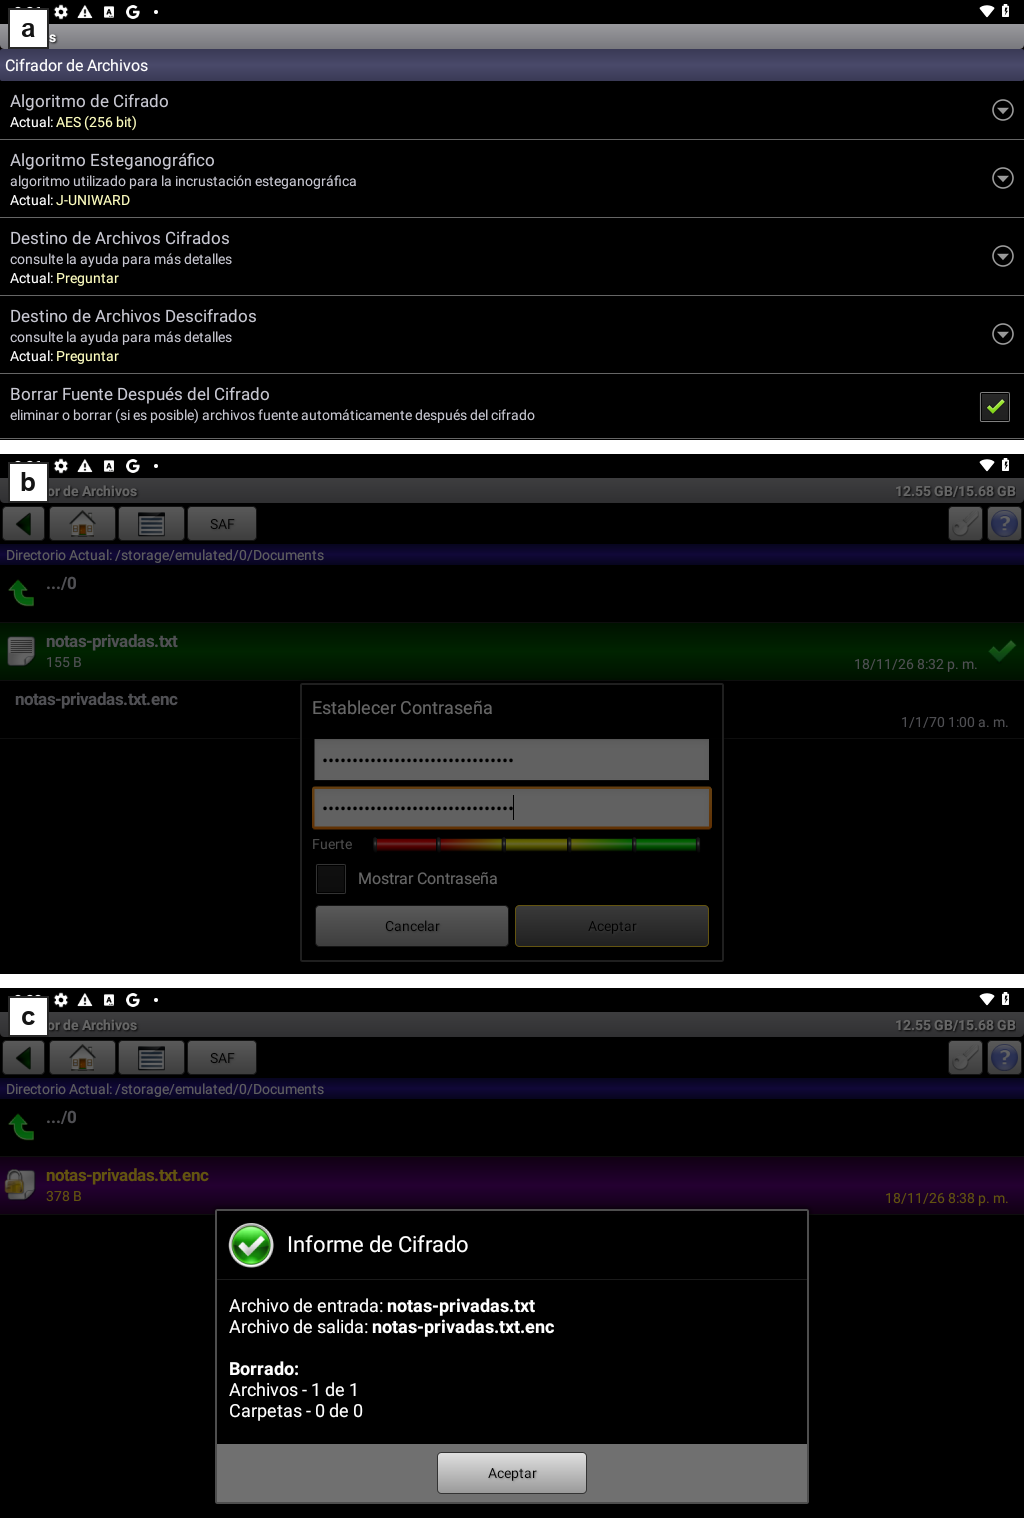 a
s
Cifrador de Archivos
Algoritmo de Cifrado
Actual: AES (256 bit)
Algoritmo Esteganográfico
algoritmo utilizado para la incrustación esteganográfica
Actual: J-UNIWARD
Destino de Archivos Cifrados
consulte la ayuda para más detalles
Actual: Preguntar
Destino de Archivos Descifrados
consulte la ayuda para más detalles
Actual: Preguntar
Borrar Fuente Después del Cifrado
eliminar o borrar (si es posible) archivos fuente automáticamente después del cifrado
b
or de Archivos 12.55 GB/15.68 GB
SAF
Directorio Actual: /storage/emulated/0/Documents
.../0
notas-privadas.txt
155 B 18/11/26 8:32 p. m.
notas-privadas.txt.enc
1/1/70 1:00 a. m.
Establecer Contraseña
Fuerte
Mostrar Contraseña
Cancelar Aceptar
c
or de Archivos 12.55 GB/15.68 GB
SAF
Directorio Actual: /storage/emulated/0/Documents
.../0
notas-privadas.txt.enc
378 B 18/11/26 8:38 p. m.
Informe de Cifrado
Archivo de entrada: notas-privadas.txt
Archivo de salida: notas-privadas.txt.enc
Borrado:
Archivos - 1 de 1
Carpetas - 0 de 0
Aceptar